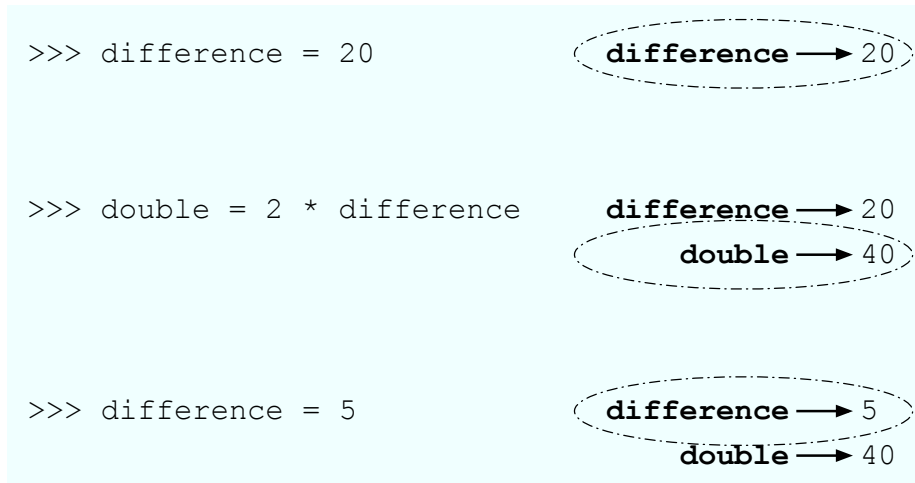 >>> difference = 20 difference 20
>>> double = 2 * difference difference 20
double 40
>>> difference = 5 difference 5
double 40